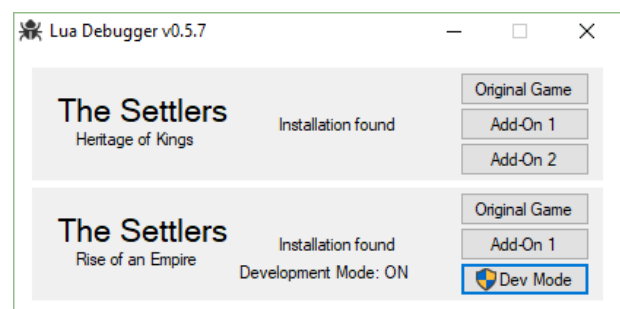 Lua Debugger v0.5.7
The Settlers
Heritage of Kings
Installation found
Original Game
Add-On 1
Add-On 2
The Settlers
Rise of an Empire
Installation found
Development Mode: ON
Original Game
Add-On 1
Dev Mode